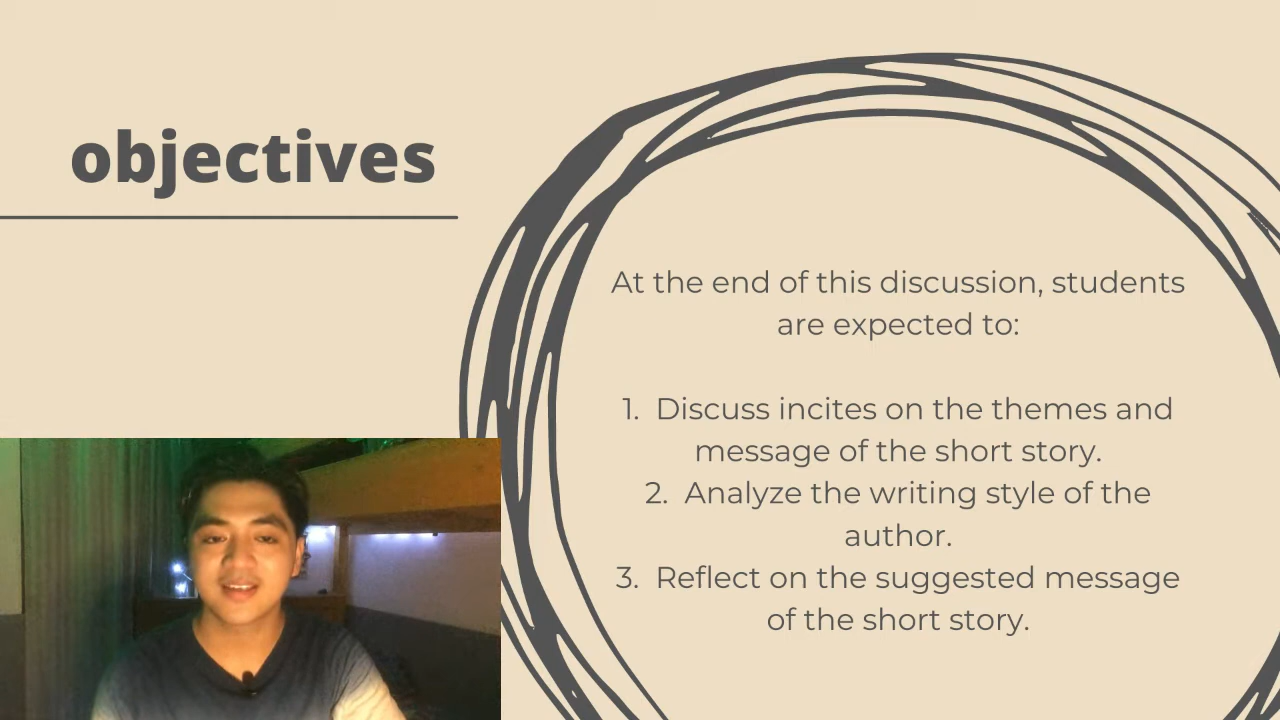 objectives
At the end of this discussion, students
are expected to:
1. Discuss incites on the themes and
message of the short story.
2. Analyze the writing style of the
author.
3. Reflect on the suggested message
of the short story.